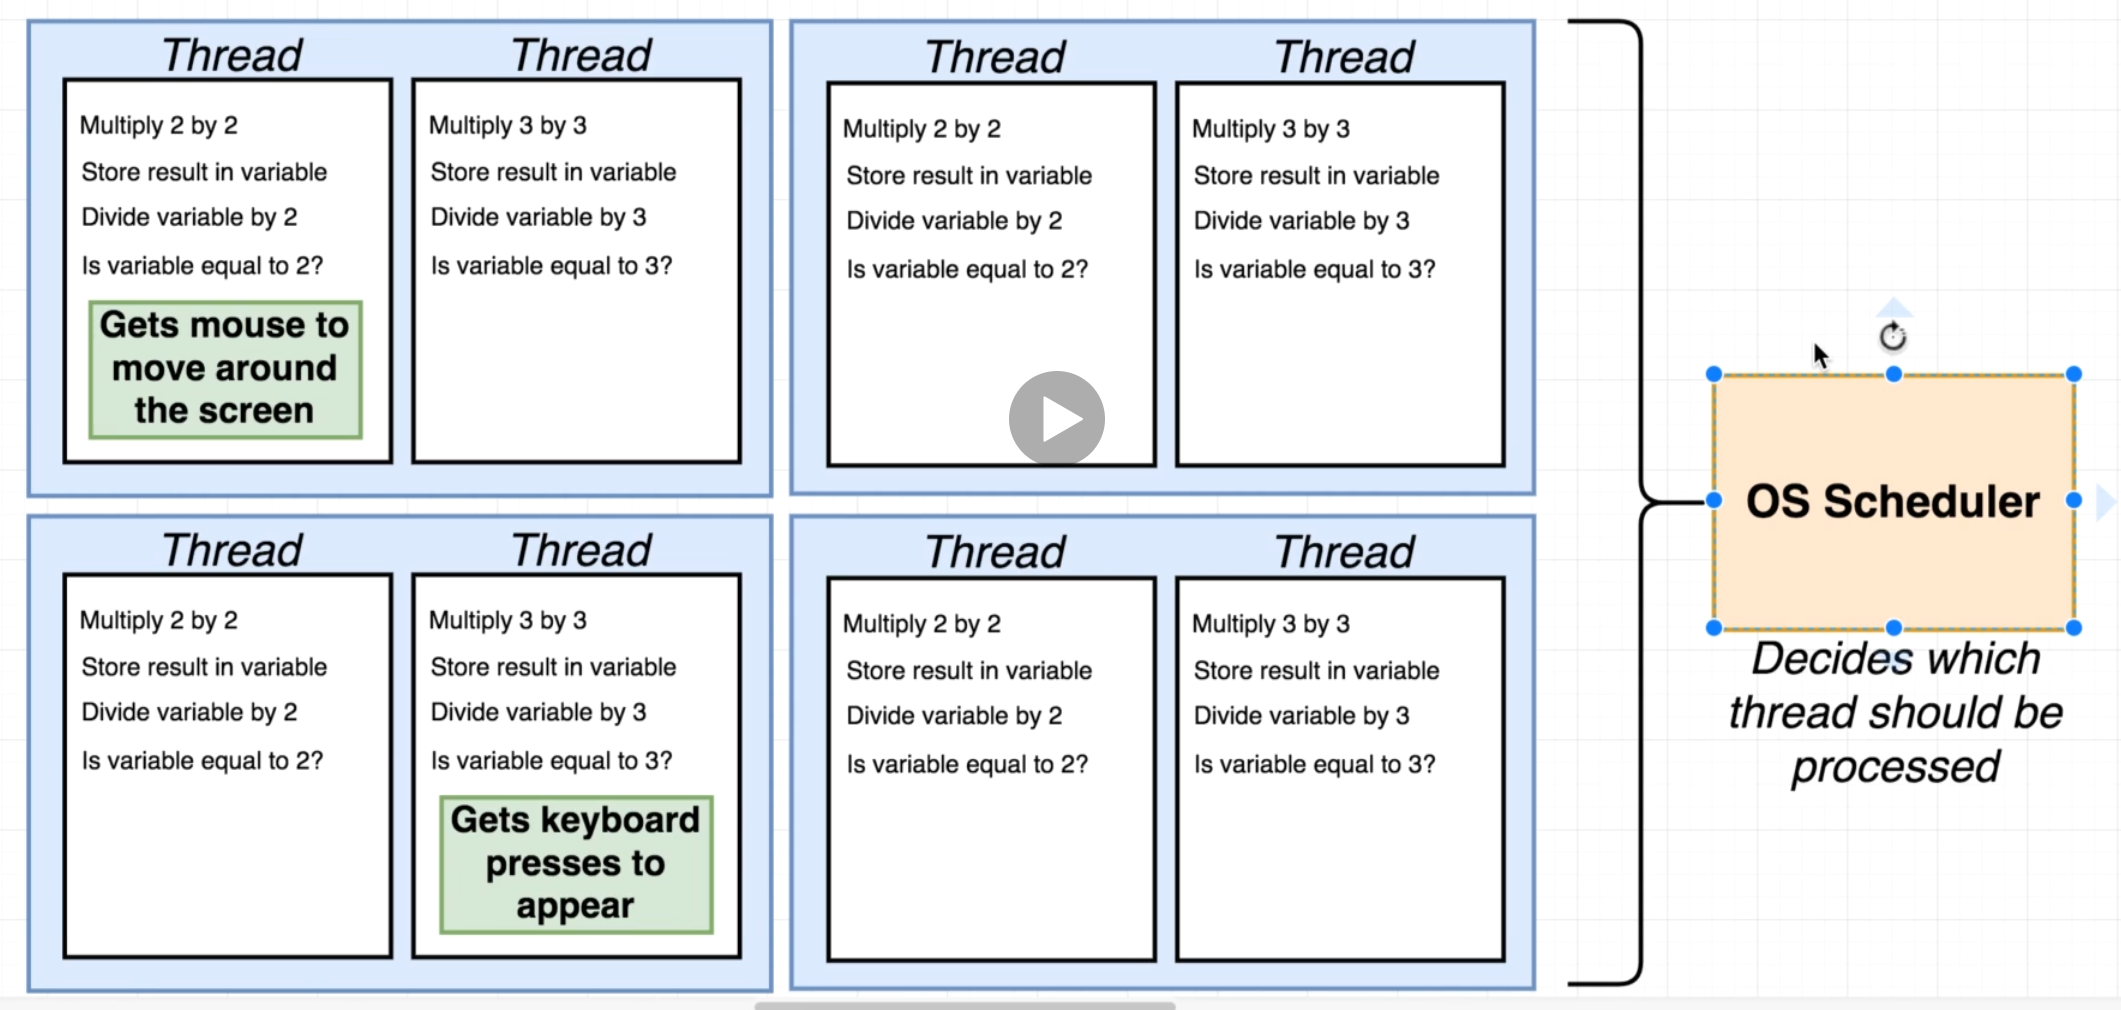 Thread
Multiply 2 by 2
Store result in variable
Divide variable by 2
Is variable equal to 2?
Gets mouse to
move around
the screen
Thread
Multiply 3 by 3
Store result in variable
Divide variable by 3
Is variable equal to 3?
Thread
Multiply 2 by 2
Store result in variable
Divide variable by 2
Is variable equal to 2?
Thread
Multiply 3 by 3
Store result in variable
Divide variable by 3
Is variable equal to 3?
Thread
Multiply 2 by 2
Store result in variable
Divide variable by 2
Is variable equal to 2?
Thread
Multiply 3 by 3
Store result in variable
Divide variable by 3
Is variable equal to 3?
Gets keyboard
presses to
appear
Thread
Multiply 2 by 2
Store result in variable
Divide variable by 2
Is variable equal to 2?
Thread
Multiply 3 by 3
Store result in variable
Divide variable by 3
Is variable equal to 3?
OS Scheduler
Decides which
thread should be
processed